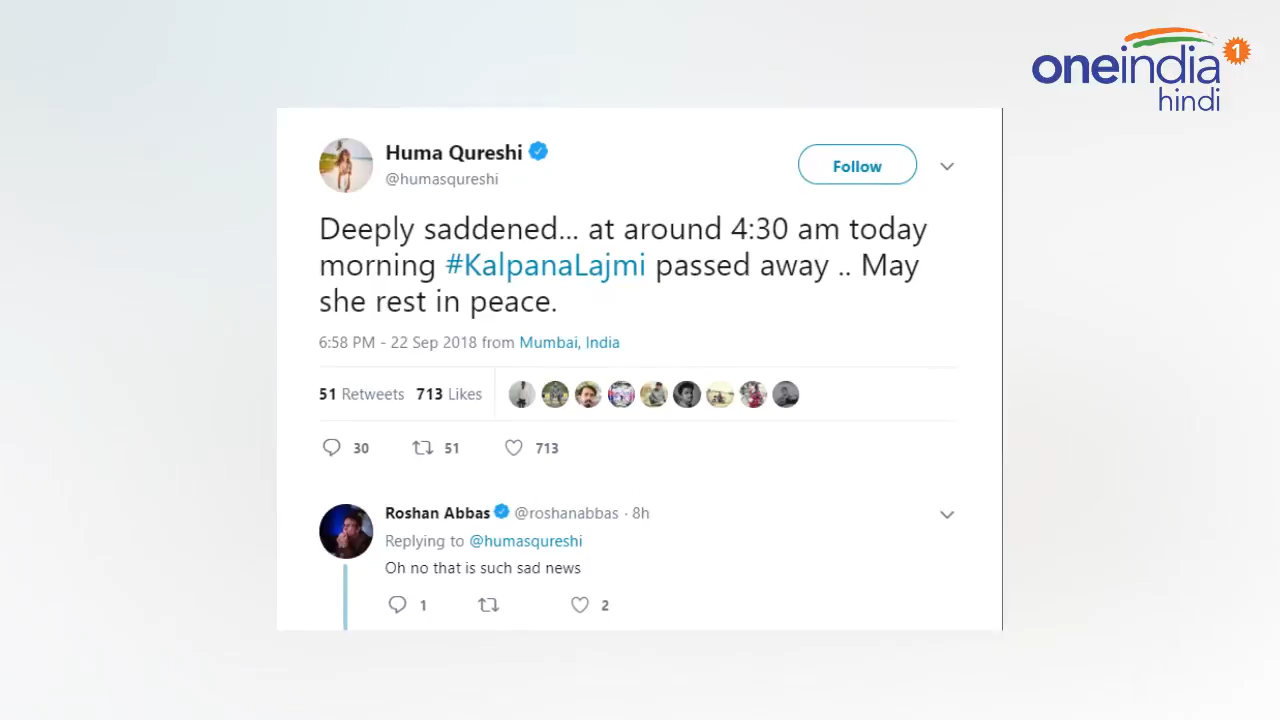 oneindia 1
hindi
Huma Qureshi
@humasqureshi
Follow
Deeply saddened... at around 4:30 am today
morning #KalpanaLajmi passed away .. May
she rest in peace.
6:58 PM - 22 Sep 2018 from Mumbai, India
51 Retweets 713 Likes
30 51 713
Roshan Abbas @roshanabbas · 8h
Replying to @humasqureshi
Oh no that is such sad news
1 2